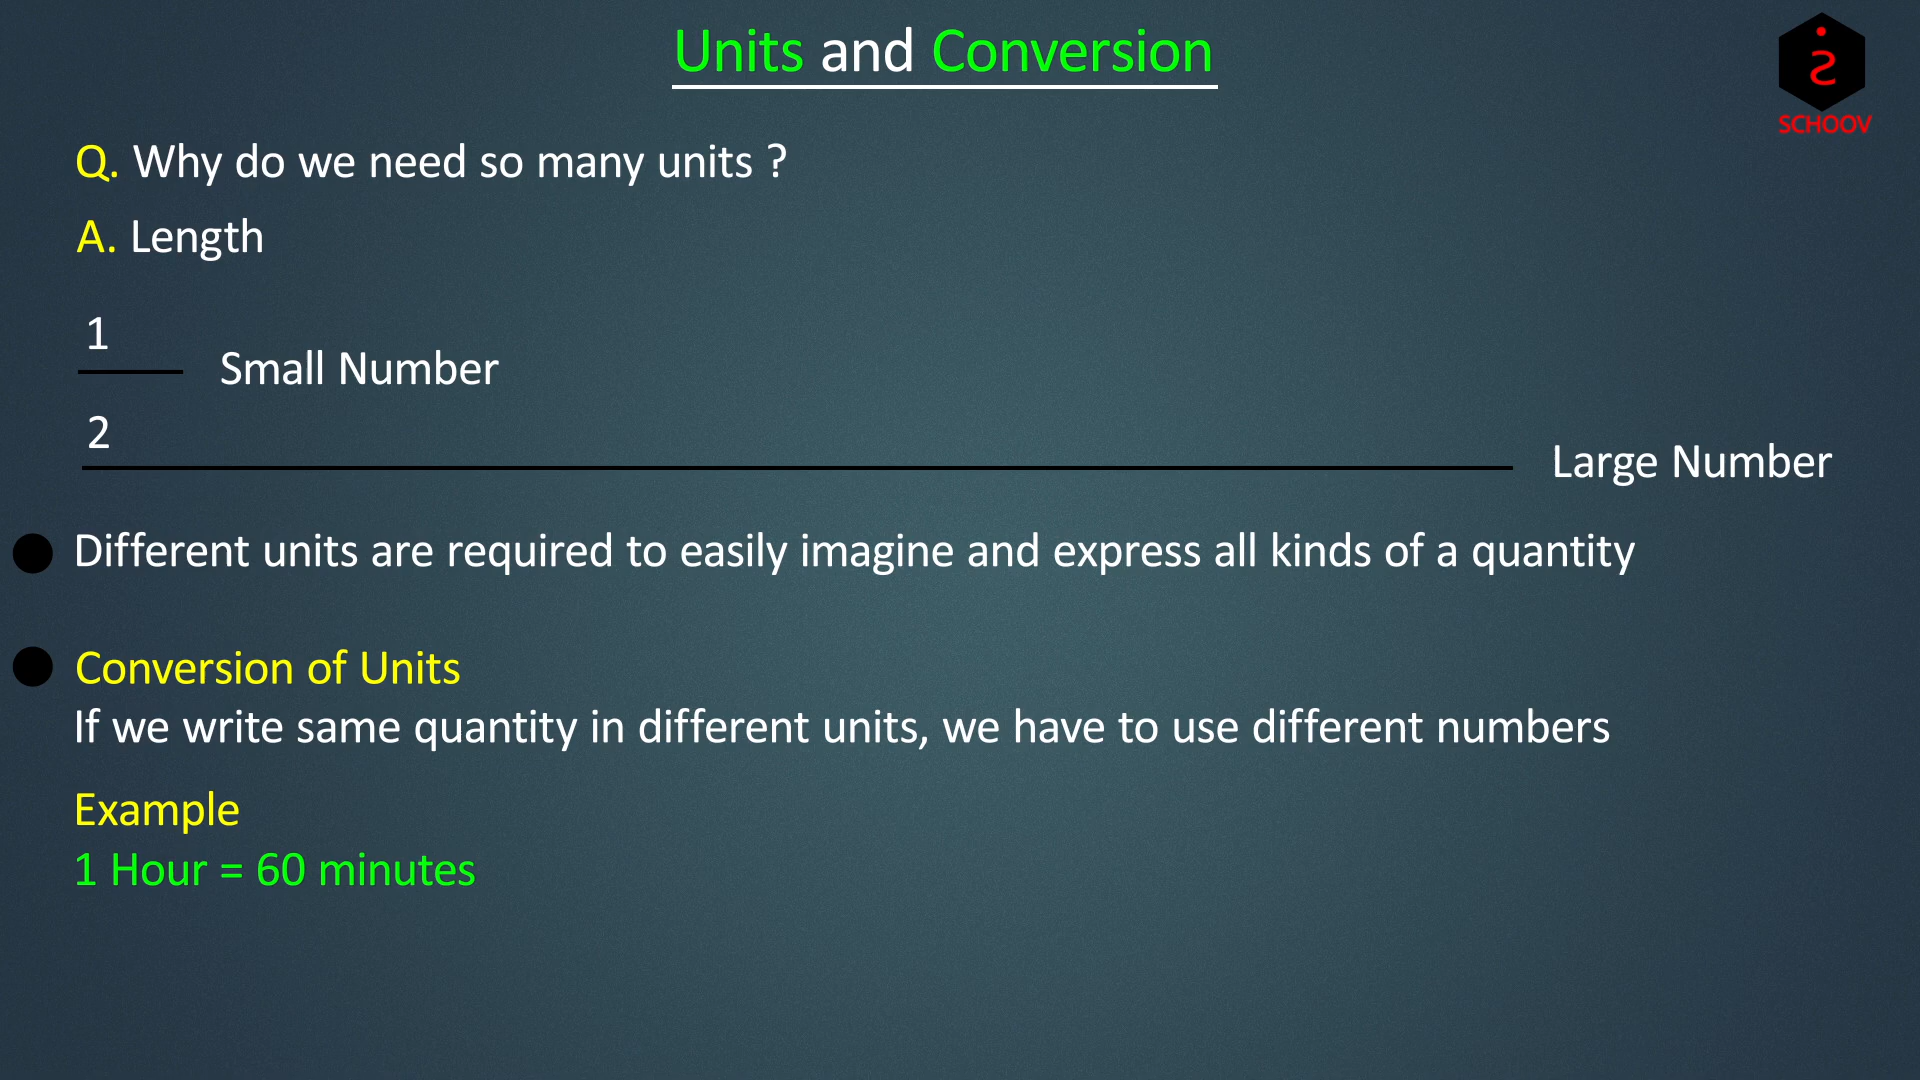 Units and Conversion
SCHOOV
Q. Why do we need so many units ?
A. Length
1
Small Number
2
Large Number
Different units are required to easily imagine and express all kinds of a quantity
Conversion of Units
If we write same quantity in different units, we have to use different numbers
Example
1 Hour = 60 minutes